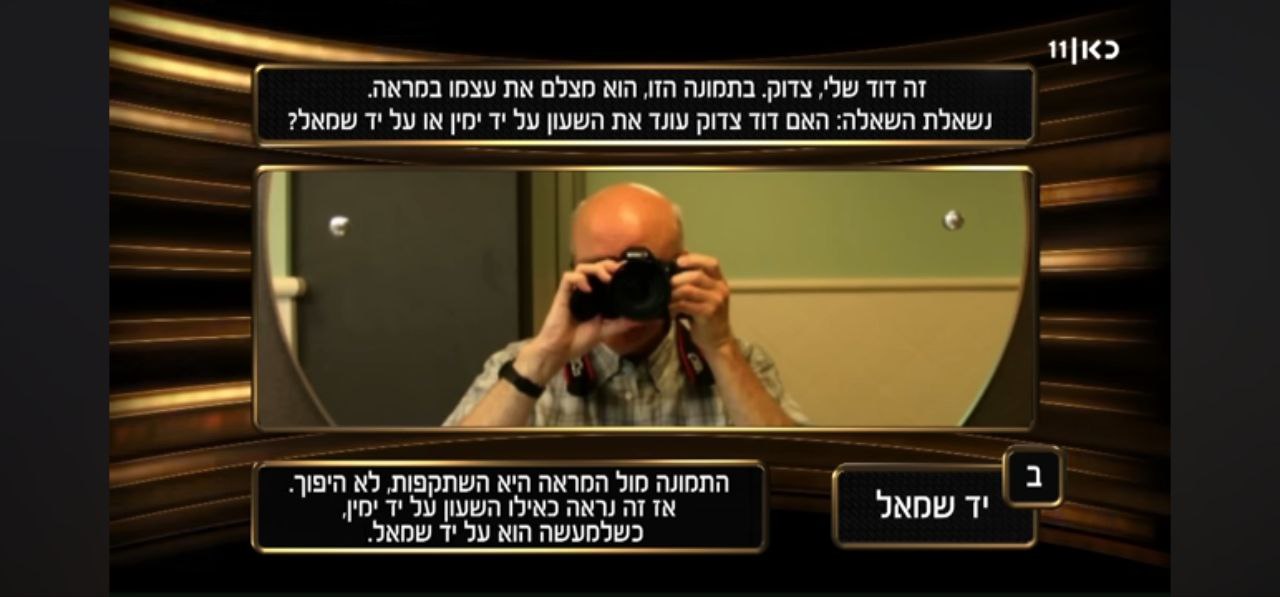 כאן|11
זה דוד שלי, צדוק. בתמונה הזו, הוא מצלם את עצמו במראה.
נשאלת השאלה: האם דוד צדוק עונד את השעון על יד ימין או על יד שמאל?
ב
יד שמאל
התמונה מול המראה היא השתקפות, לא היפוך.
אז זה נראה כאילו השעון על יד ימין,
כשלמעשה הוא על יד שמאל.